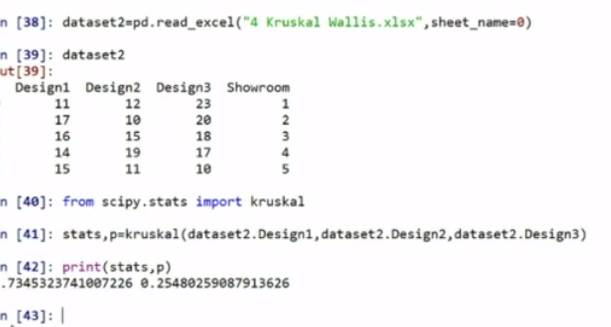 n [38]: dataset2=pd.read_excel("4 Kruskal Wallis.xlsx",sheet_name=0)
n [39]: dataset2
ut[39]:
Design1 Design2 Design3 Showroom
11 12 23 1
17 10 20 2
16 15 18 3
14 19 17 4
15 11 10 5
n [40]: from scipy.stats import kruskal
n [41]: stats,p=kruskal(dataset2.Design1,dataset2.Design2,dataset2.Design3)
n [42]: print(stats,p)
.7345323741007226 0.25480259087913626
n [43]: